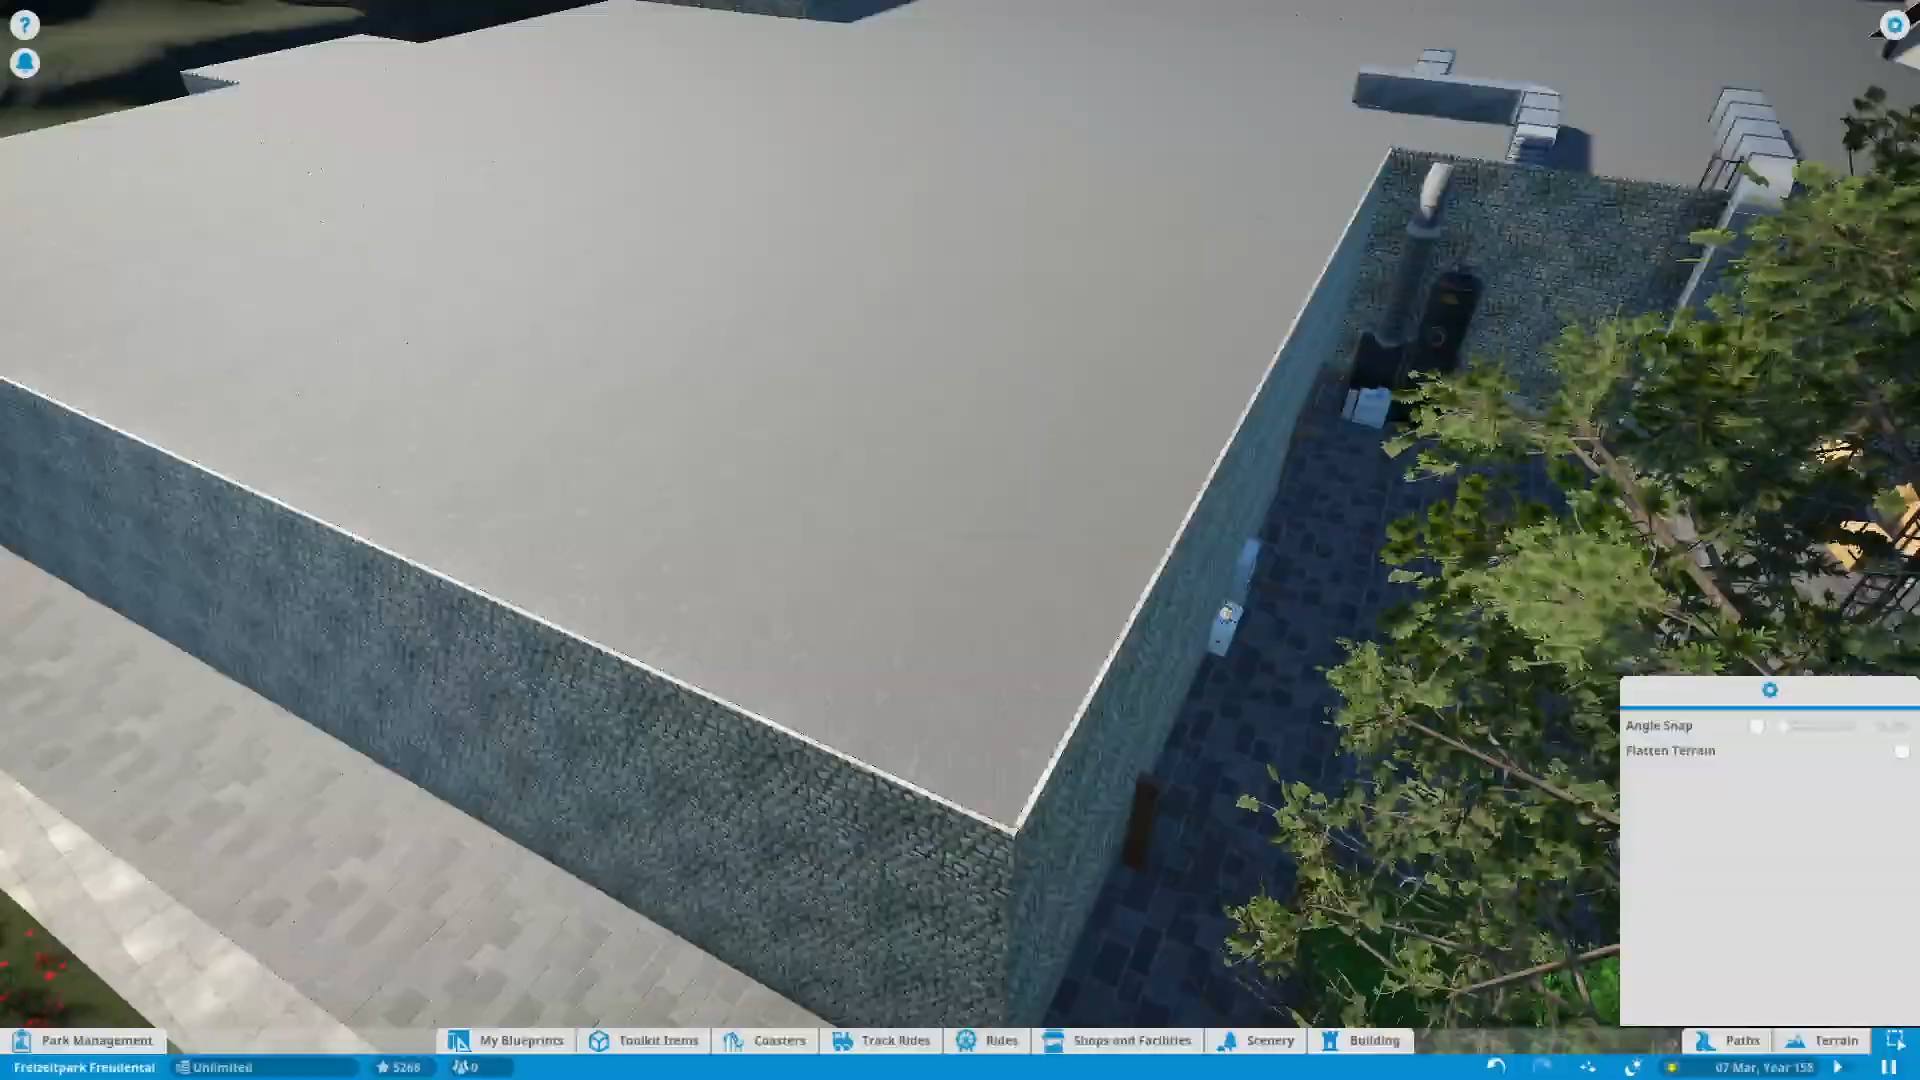 ?
Angle Snap
Flatten Terrain
Park Management
My Blueprints
Toolkit Items
Coasters
Track Rides
Rides
Shops and Facilities
Scenery
Building
Paths
Terrain
Freizeitpark Freudental
Unlimited
5268
0
07 Mar, Year 158